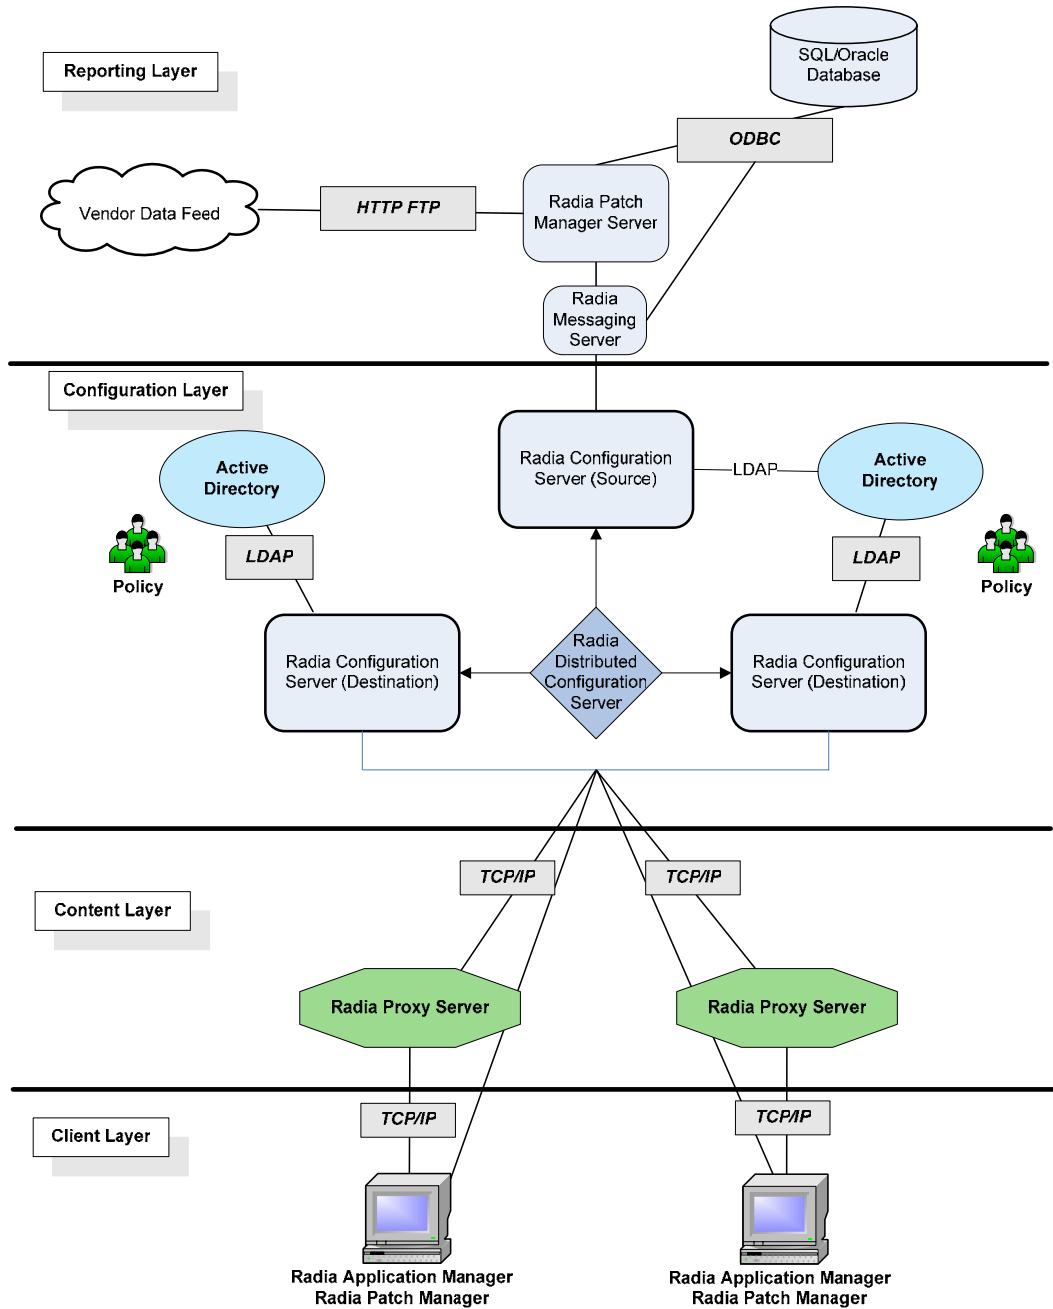 SQL/Oracle
Database
Reporting Layer
ODBC
Vendor Data Feed
HTTP FTP
Radia Patch
Manager Server
Radia
Messaging
Server
Configuration Layer
Active
Directory
Radia Configuration
Server (Source)
LDAP
Active
Directory
Policy
LDAP
LDAP
Policy
Radia Configuration
Server (Destination)
Radia
Distributed
Configuration
Server
Radia Configuration
Server (Destination)
TCP/IP
TCP/IP
Content Layer
Radia Proxy Server
Radia Proxy Server
Client Layer
TCP/IP
TCP/IP
Radia Application Manager
Radia Patch Manager
Radia Application Manager
Radia Patch Manager